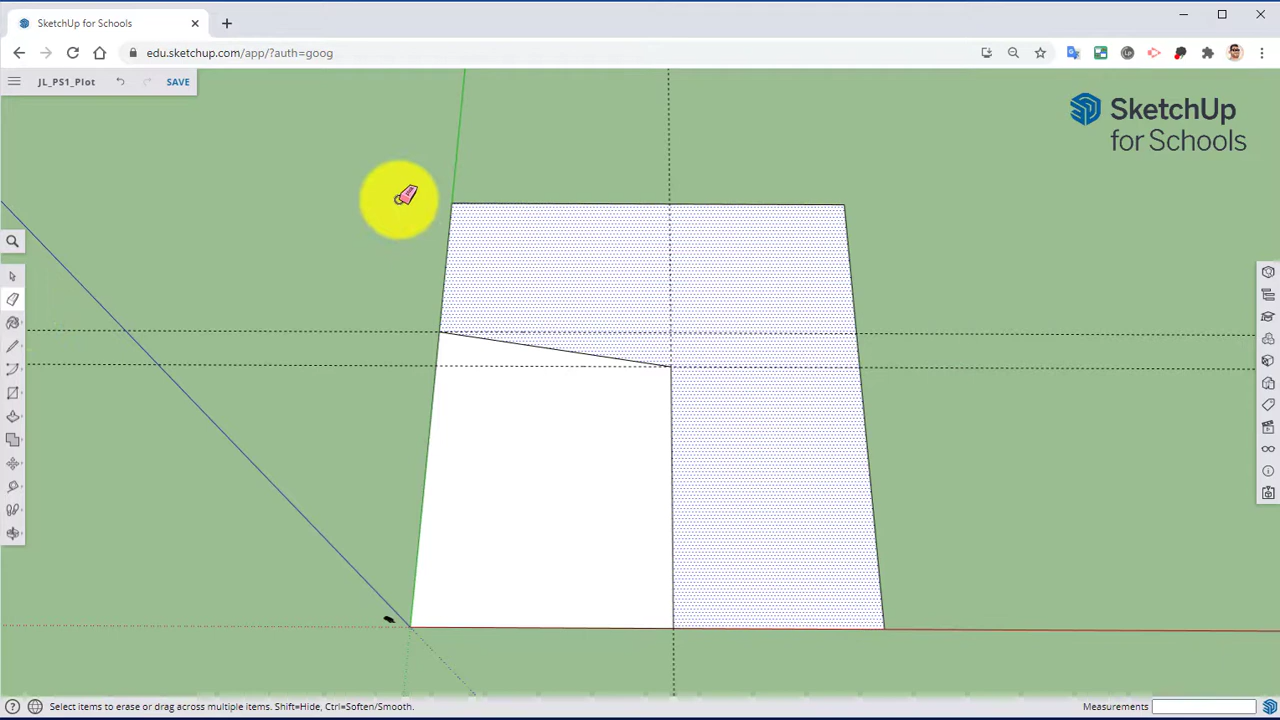 SketchUp for Schools
edu.sketchup.com/app/?auth=goog
JL_PS1_Plot
SAVE
SketchUp
for Schools
Select items to erase or drag across multiple items. Shift=Hide, Ctrl=Soften/Smooth.
Measurements